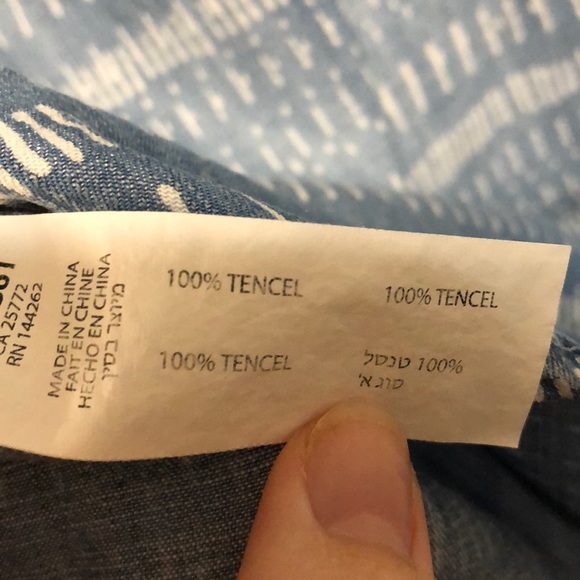 CA 25772
RN 144262
MADE IN CHINA
FAIT EN CHINE
HECHO EN CHINA
מיוצר בסין
100% TENCEL
100% TENCEL
100% TENCEL
100% טנסל